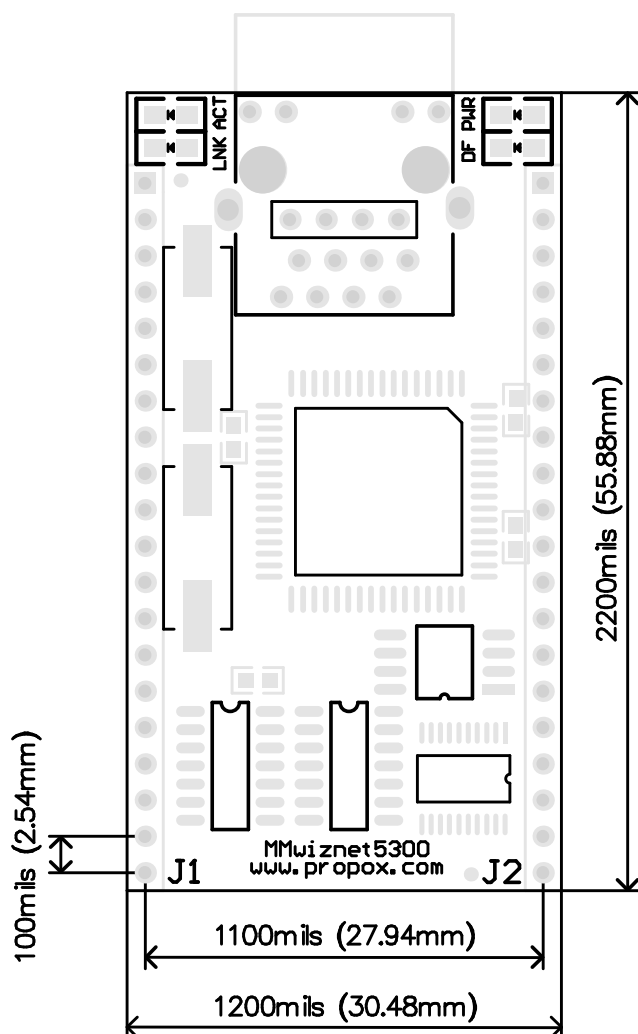 LNK ACT
DF PWR
2200mils (55.88mm)
100mils (2.54mm)
MMwiznet5300
www.propox.com
J1
J2
1100mils (27.94mm)
1200mils (30.48mm)